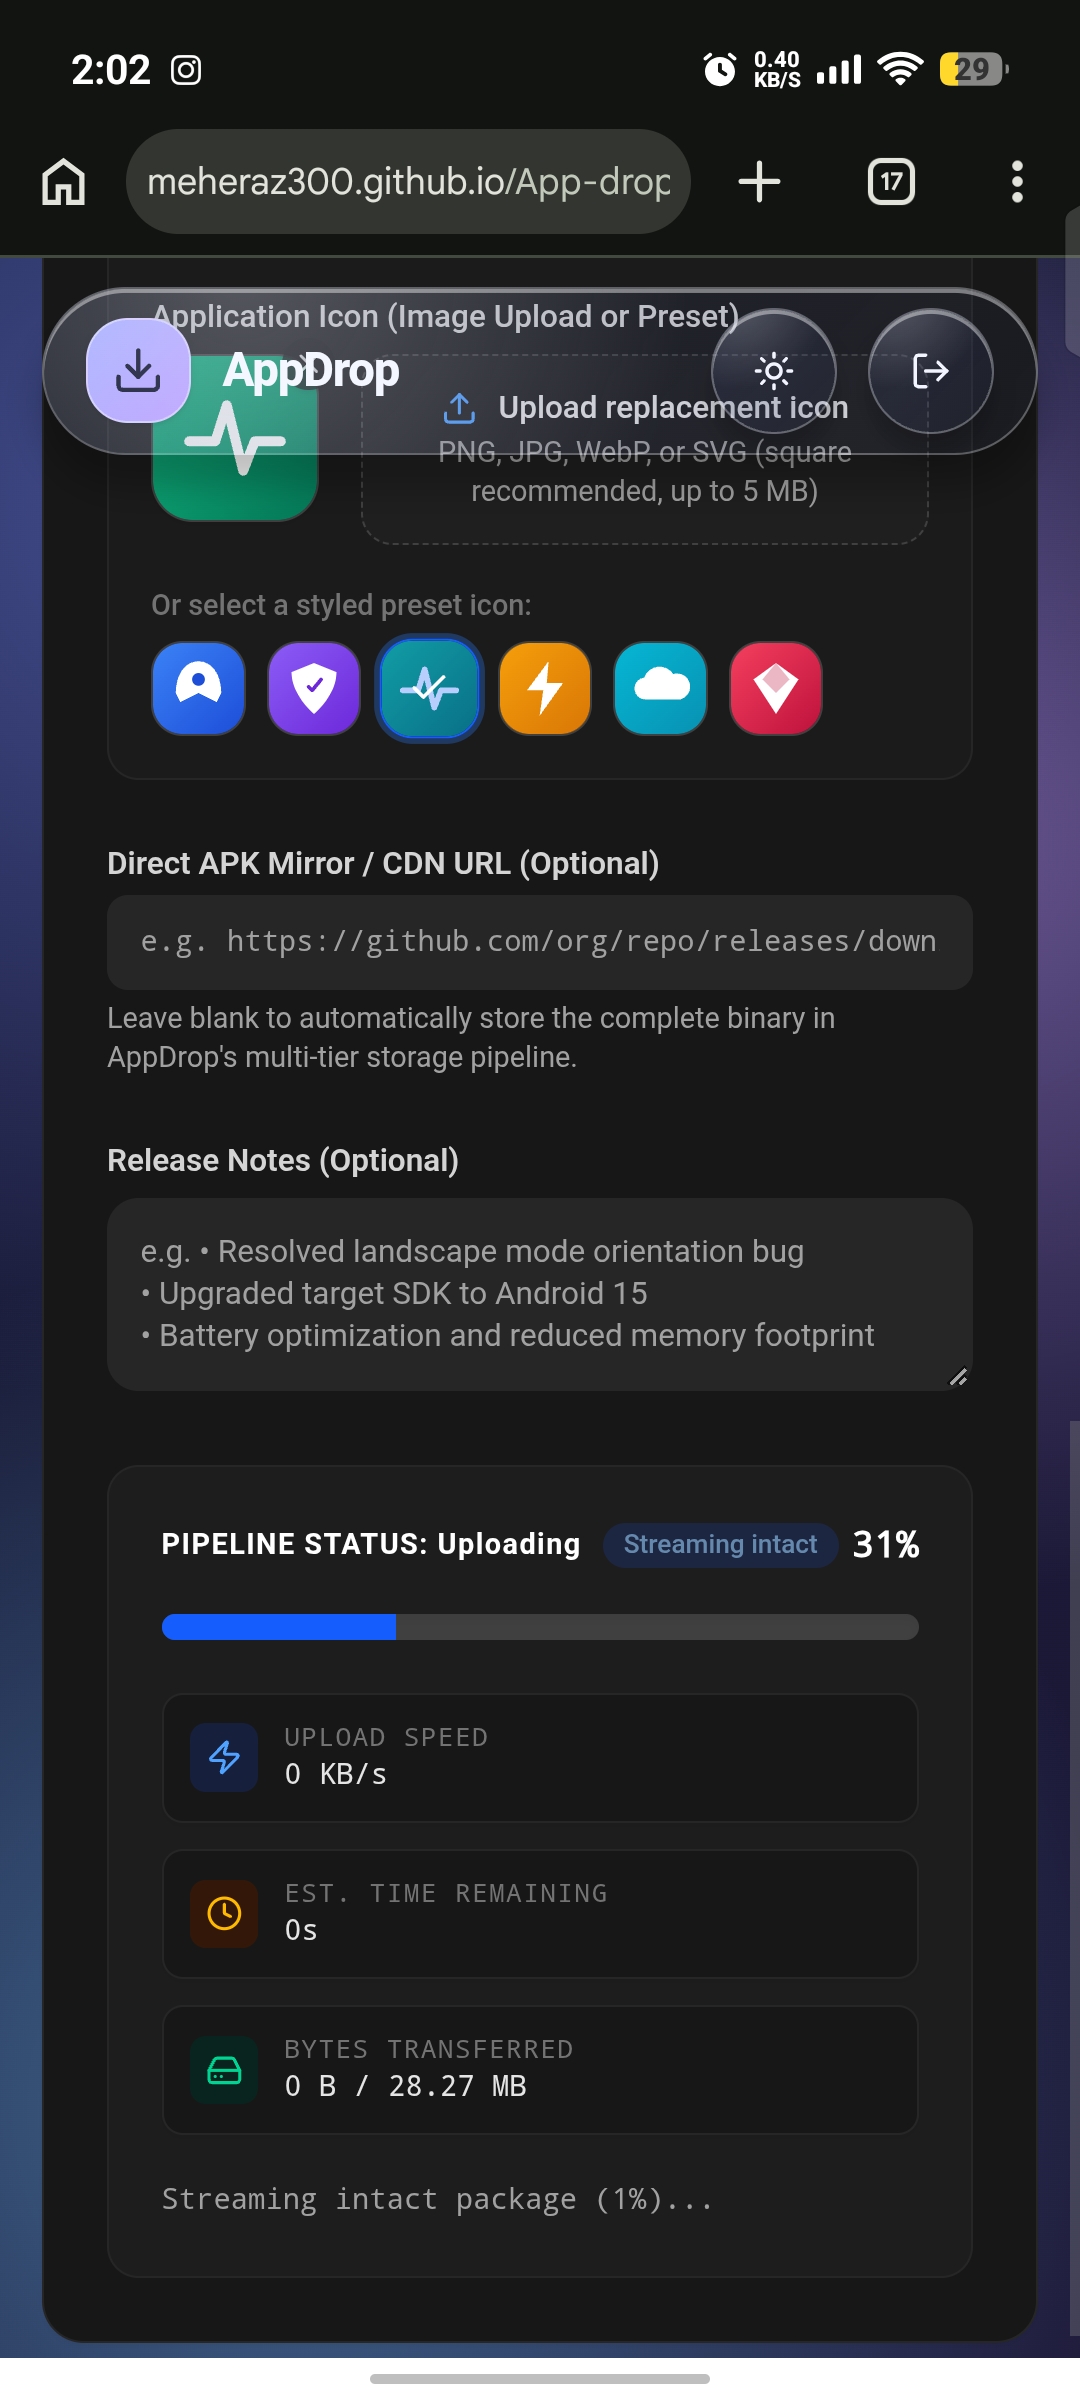 2:02
0.40
KB/S
29
meheraz300.github.io/App-drop
17
Application Icon (Image Upload or Preset)
AppDrop
Upload replacement icon
PNG, JPG, WebP, or SVG (square
recommended, up to 5 MB)
Or select a styled preset icon:
Direct APK Mirror / CDN URL (Optional)
e.g. https://github.com/org/repo/releases/down
Leave blank to automatically store the complete binary in
AppDrop's multi-tier storage pipeline.
Release Notes (Optional)
e.g. • Resolved landscape mode orientation bug
• Upgraded target SDK to Android 15
• Battery optimization and reduced memory footprint
PIPELINE STATUS: Uploading
Streaming intact
31%
UPLOAD SPEED
0 KB/s
EST. TIME REMAINING
0s
BYTES TRANSFERRED
0 B / 28.27 MB
Streaming intact package (1%)...